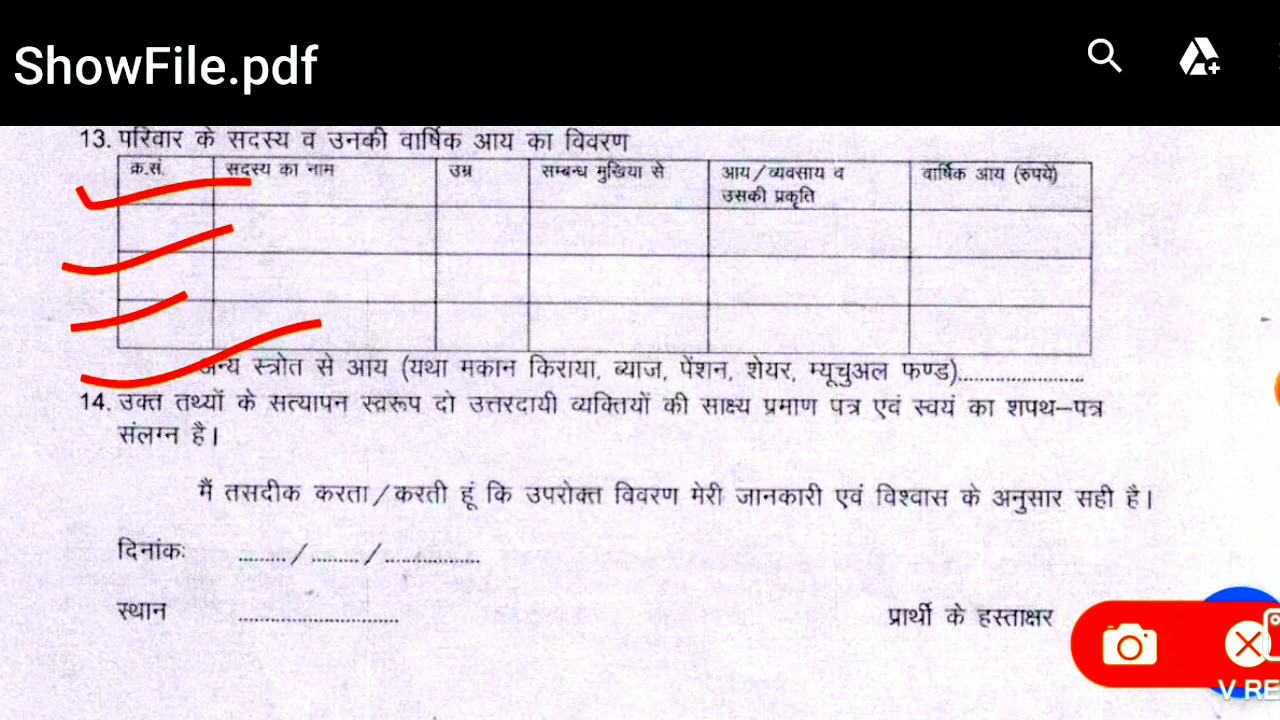 ShowFile.pdf
13. परिवार के सदस्य व उनकी वार्षिक आय का विवरण
क्र.सं. सदस्य का नाम उम्र सम्बन्ध मुखिया से आय/व्यवसाय व वार्षिक आय (रुपये)
उसकी प्रकृति
अन्य स्त्रोत से आय (यथा मकान किराया, ब्याज, पेंशन, शेयर, म्यूचुअल फण्ड)........................
14. उक्त तथ्यों के सत्यापन स्वरूप दो उत्तरदायी व्यक्तियों की साक्ष्य प्रमाण पत्र एवं स्वयं का शपथ–पत्र
संलग्न है।
मैं तसदीक करता/करती हूं कि उपरोक्त विवरण मेरी जानकारी एवं विश्वास के अनुसार सही है।
दिनांकः ........./........./..................
स्थान .............................. प्रार्थी के हस्ताक्षर
V RE